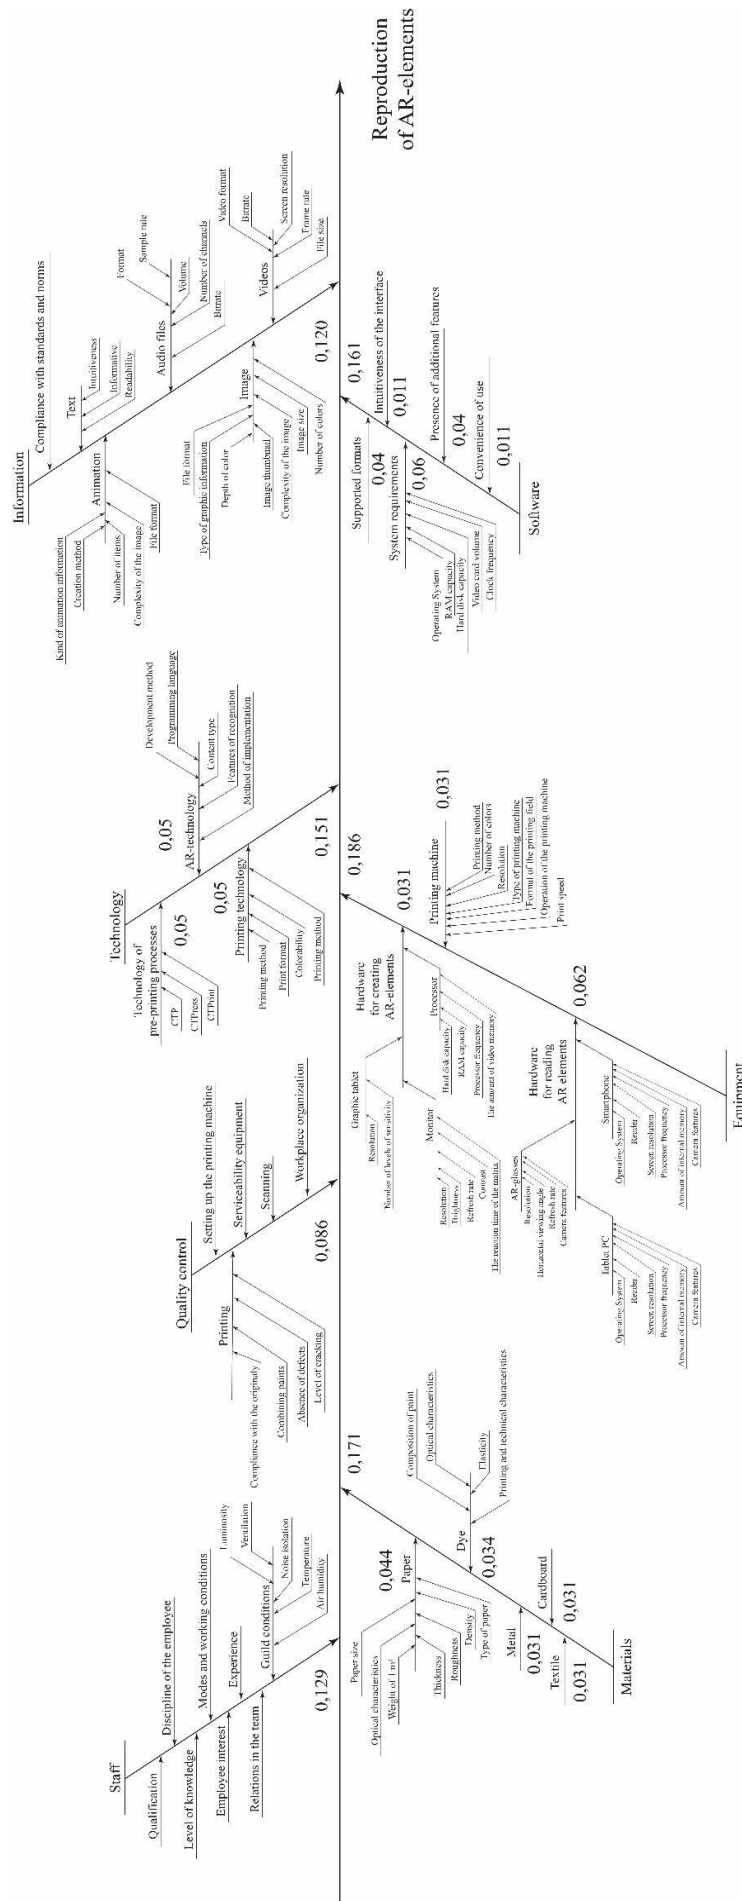 Reproduction
of AR-elements
Information
Compliance with standards and norms
Text
Intuitiveness
Informative
Readability
Animation
Kind of animation information
Creation method
Number of items
Complexity of the image
File format
Audio files
Format
Sample rate
Volume
Number of channels
Bitrate
Image
File format
Type of graphic information
Depth of color
Image thumbnail
Complexity of the image
Image size
Number of colors
Videos
Video format
Bitrate
Screen resolution
Frame rate
File size
0,120
0,161
Intuitiveness of the interface
0,011
Supported formats
0,04
System requirements
0,06
Operating System
RAM capacity
Hard disk capacity
Video card volume
Clock frequency
Presence of additional features
0,04
Convenience of use
0,011
Software
Technology
Technology of
pre-printing processes
0,05
CTP
CTPress
CTPrint
0,05
AR-technology
Development method
Programming language
Content type
Features of recognition
Method of implementation
0,05
Printing technology
Printing method
Print format
Colorability
Printing method
0,151
0,186
0,031
Hardware
for creating
AR-elements
Graphic tablet
Resolution
Number of levels of sensitivity
Processor
Hard disk capacity
RAM capacity
Processor frequency
The amount of video memory
Monitor
Resolution
Brightness
Refresh rate
Contrast
The reaction time of the matrix
Printing machine
0,031
Printing method
Number of colors
Resolution
Type of printing machine
Format of the printing field
Operation of the printing machine
Print speed
0,062
Hardware
for reading
AR elements
AR-glasses
Resolution
Horizontal viewing angle
Refresh rate
Camera features
Smartphone
Operating System
Reader
Screen resolution
Processor frequency
Amount of internal memory
Camera features
Tablet PC
Operating System
Reader
Screen resolution
Processor frequency
Amount of internal memory
Camera features
Equipment
Quality control
Setting up the printing machine
Serviceability equipment
Scanning
Workplace organization
Printing
Compliance with the originaly
Combining paints
Absence of defects
Level of cracking
0,086
0,171
0,044
Paper
Paper size
Optical characteristics
Weight of 1 m²
Thickness
Roughness
Density
Type of paper
Dye
0,034
Composition of paint
Optical characteristics
Elasticity
Printing and technical characteristics
Metal
0,031
Cardboard
0,031
Textile
0,031
Materials
Staff
Qualification
Discipline of the employee
Level of knowledge
Modes and working conditions
Employee interest
Experience
Relations in the team
Guild conditions
Luminosity
Ventilation
Noise isolation
Temperature
Air humidity
0,129